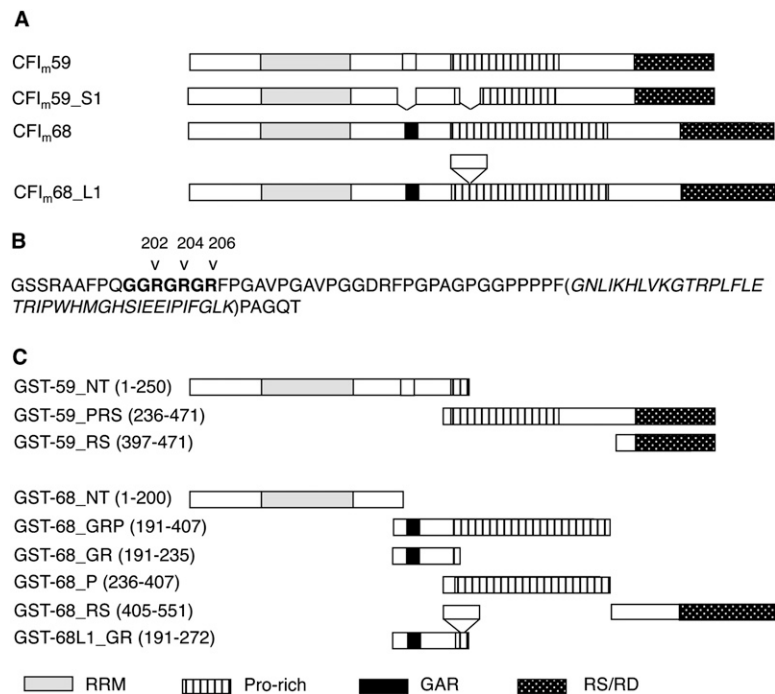 A
CFIm59
CFIm59_S1
CFIm68
CFIm68_L1
B
202 204 206
v v v
GSSRAAFPQGGRGRGRFPGAVPGAVPGGDRFPGPAGPGGPPPPF(GNLIKHLVKGTRPLFLE
TRIPWHMGHSIEEIPIFGLK)PAGQT
C
GST-59_NT (1-250)
GST-59_PRS (236-471)
GST-59_RS (397-471)
GST-68_NT (1-200)
GST-68_GRP (191-407)
GST-68_GR (191-235)
GST-68_P (236-407)
GST-68_RS (405-551)
GST-68L1_GR (191-272)
RRM Pro-rich GAR RS/RD